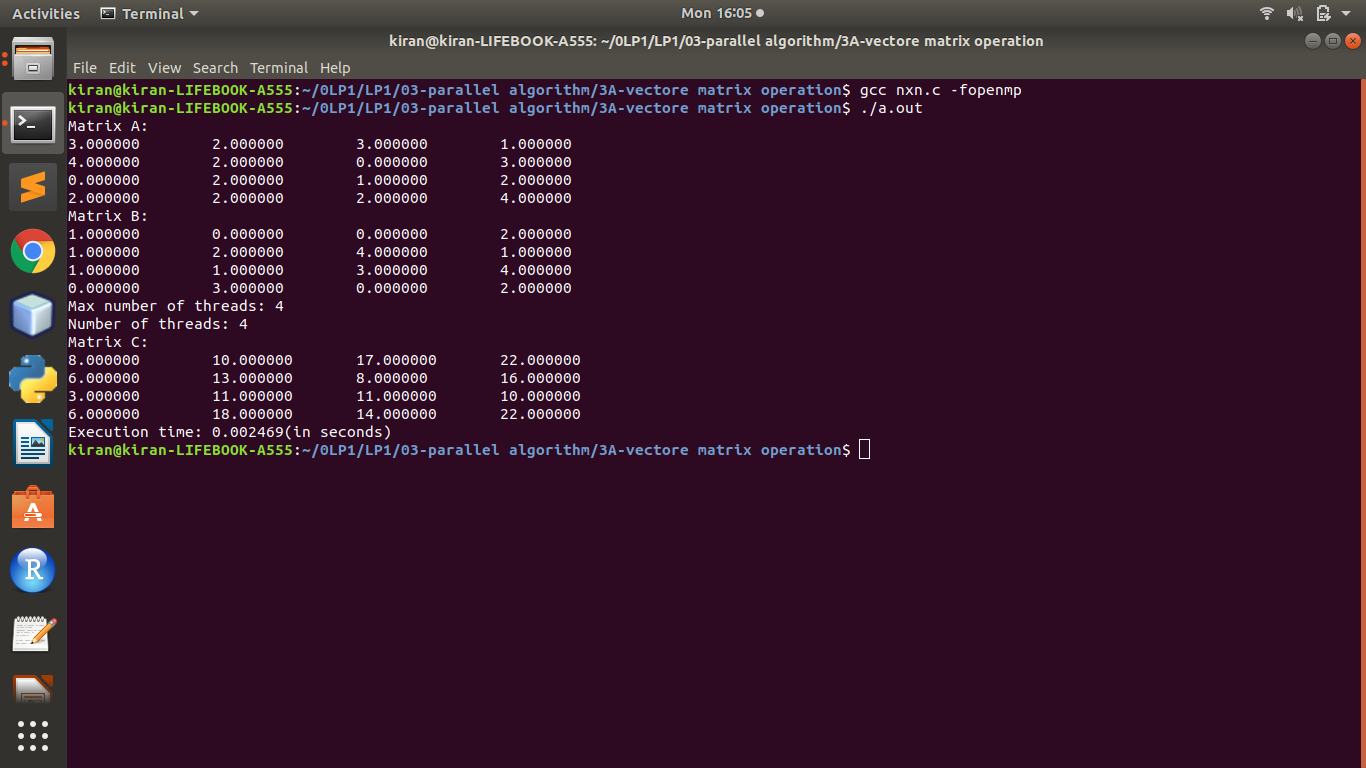 Activities Terminal Mon 16:05
kiran@kiran-LIFEBOOK-A555: ~/0LP1/LP1/03-parallel algorithm/3A-vectore matrix operation
File Edit View Search Terminal Help
kiran@kiran-LIFEBOOK-A555:~/0LP1/LP1/03-parallel algorithm/3A-vectore matrix operation$ gcc nxn.c -fopenmp
kiran@kiran-LIFEBOOK-A555:~/0LP1/LP1/03-parallel algorithm/3A-vectore matrix operation$ ./a.out
Matrix A:
3.000000 2.000000 3.000000 1.000000
4.000000 2.000000 0.000000 3.000000
0.000000 2.000000 1.000000 2.000000
2.000000 2.000000 2.000000 4.000000
Matrix B:
1.000000 0.000000 0.000000 2.000000
1.000000 2.000000 4.000000 1.000000
1.000000 1.000000 3.000000 4.000000
0.000000 3.000000 0.000000 2.000000
Max number of threads: 4
Number of threads: 4
Matrix C:
8.000000 10.000000 17.000000 22.000000
6.000000 13.000000 8.000000 16.000000
3.000000 11.000000 11.000000 10.000000
6.000000 18.000000 14.000000 22.000000
Execution time: 0.002469(in seconds)
kiran@kiran-LIFEBOOK-A555:~/0LP1/LP1/03-parallel algorithm/3A-vectore matrix operation$